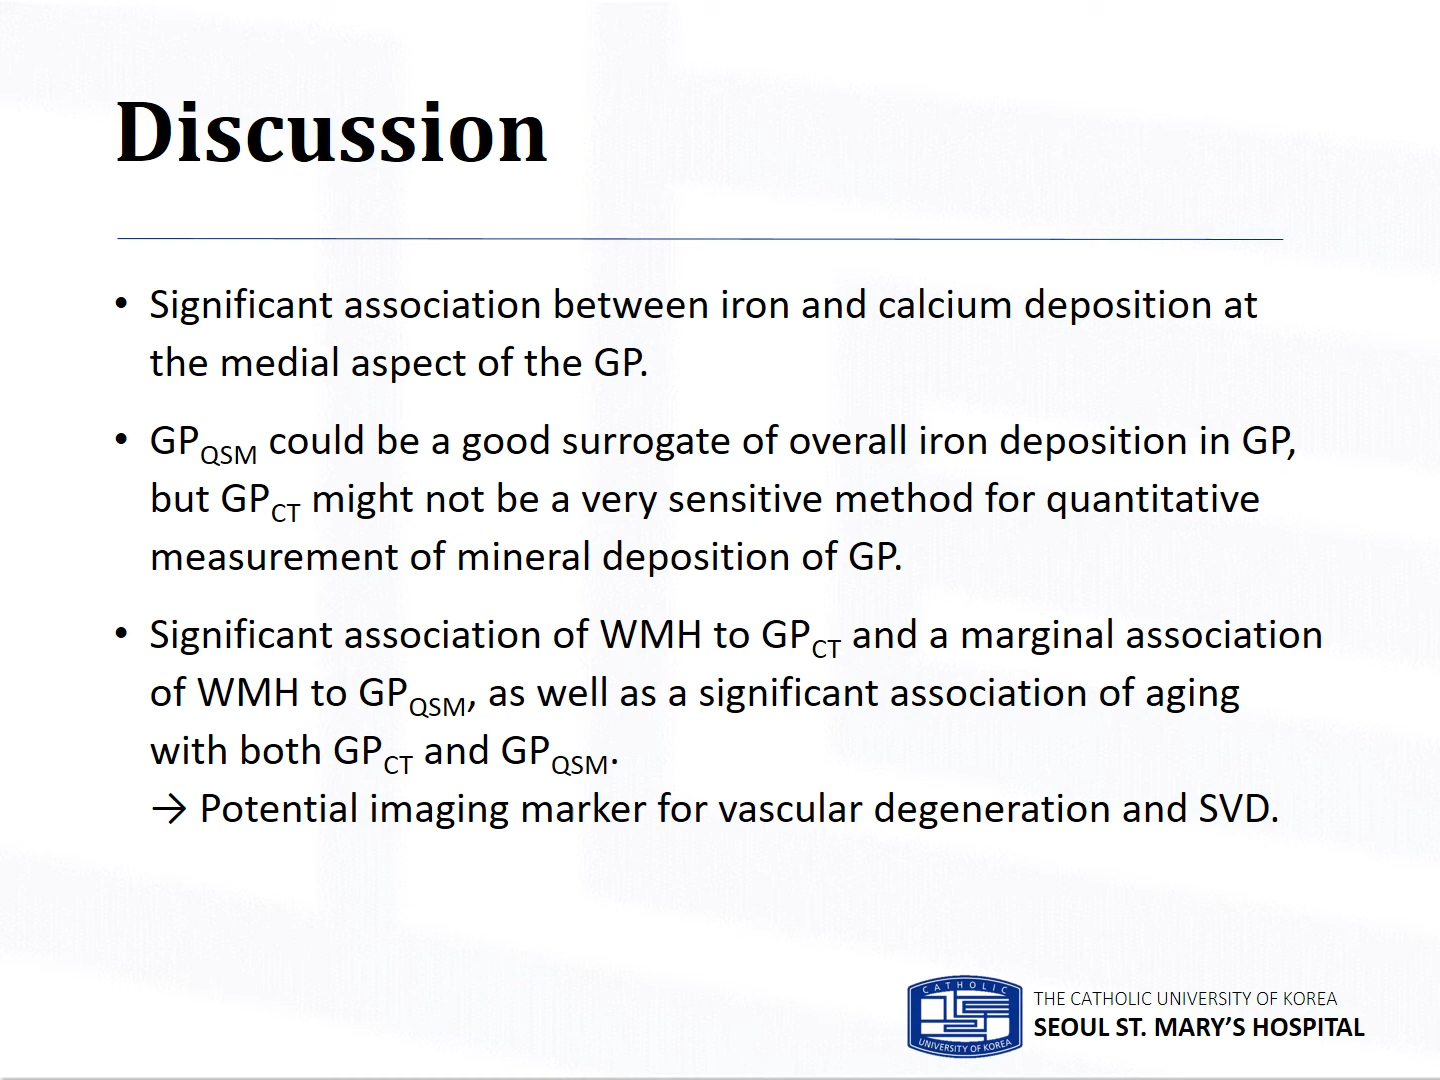 Discussion
• Significant association between iron and calcium deposition at
the medial aspect of the GP.
• GPQSM could be a good surrogate of overall iron deposition in GP,
but GPCT might not be a very sensitive method for quantitative
measurement of mineral deposition of GP.
• Significant association of WMH to GPCT and a marginal association
of WMH to GPQSM, as well as a significant association of aging
with both GPCT and GPQSM.
→ Potential imaging marker for vascular degeneration and SVD.
CATHOLIC
UNIVERSITY OF KOREA
THE CATHOLIC UNIVERSITY OF KOREA
SEOUL ST. MARY’S HOSPITAL